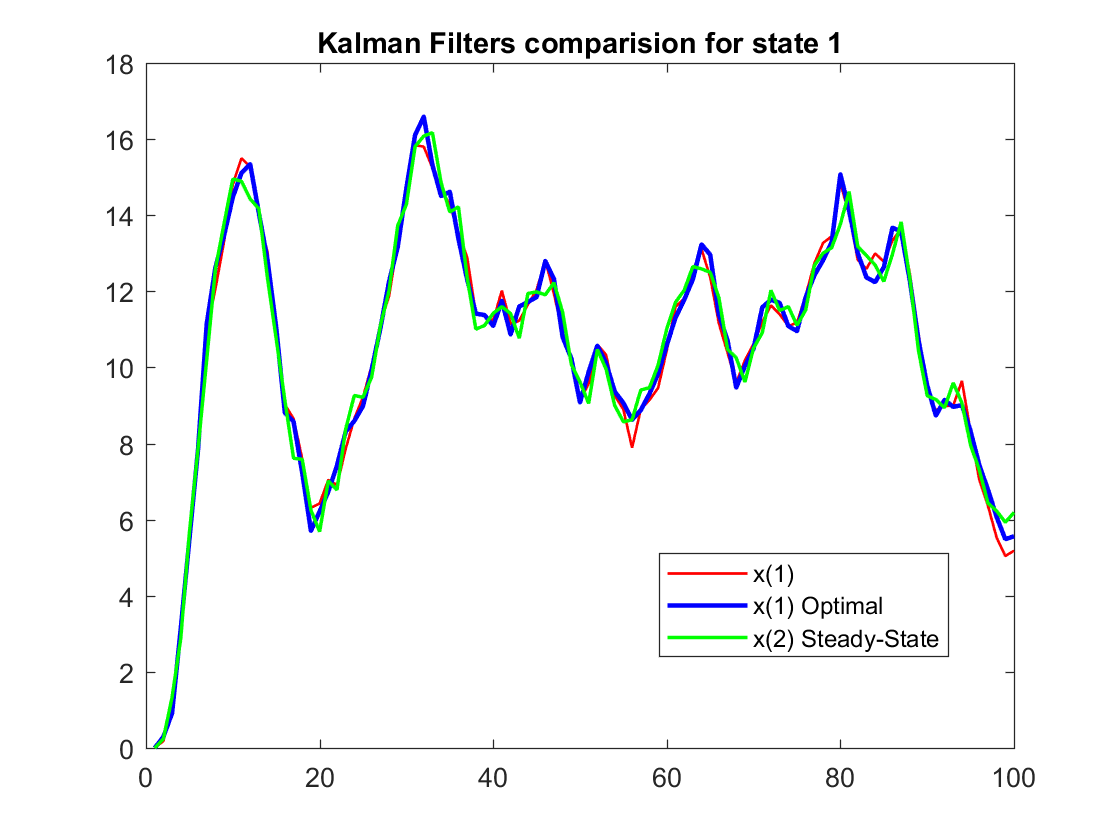 Kalman Filters comparision for state 1
18
16
14
12
10
8
6
4
2
0
0 20 40 60 80 100
x(1)
x(1) Optimal
x(2) Steady-State